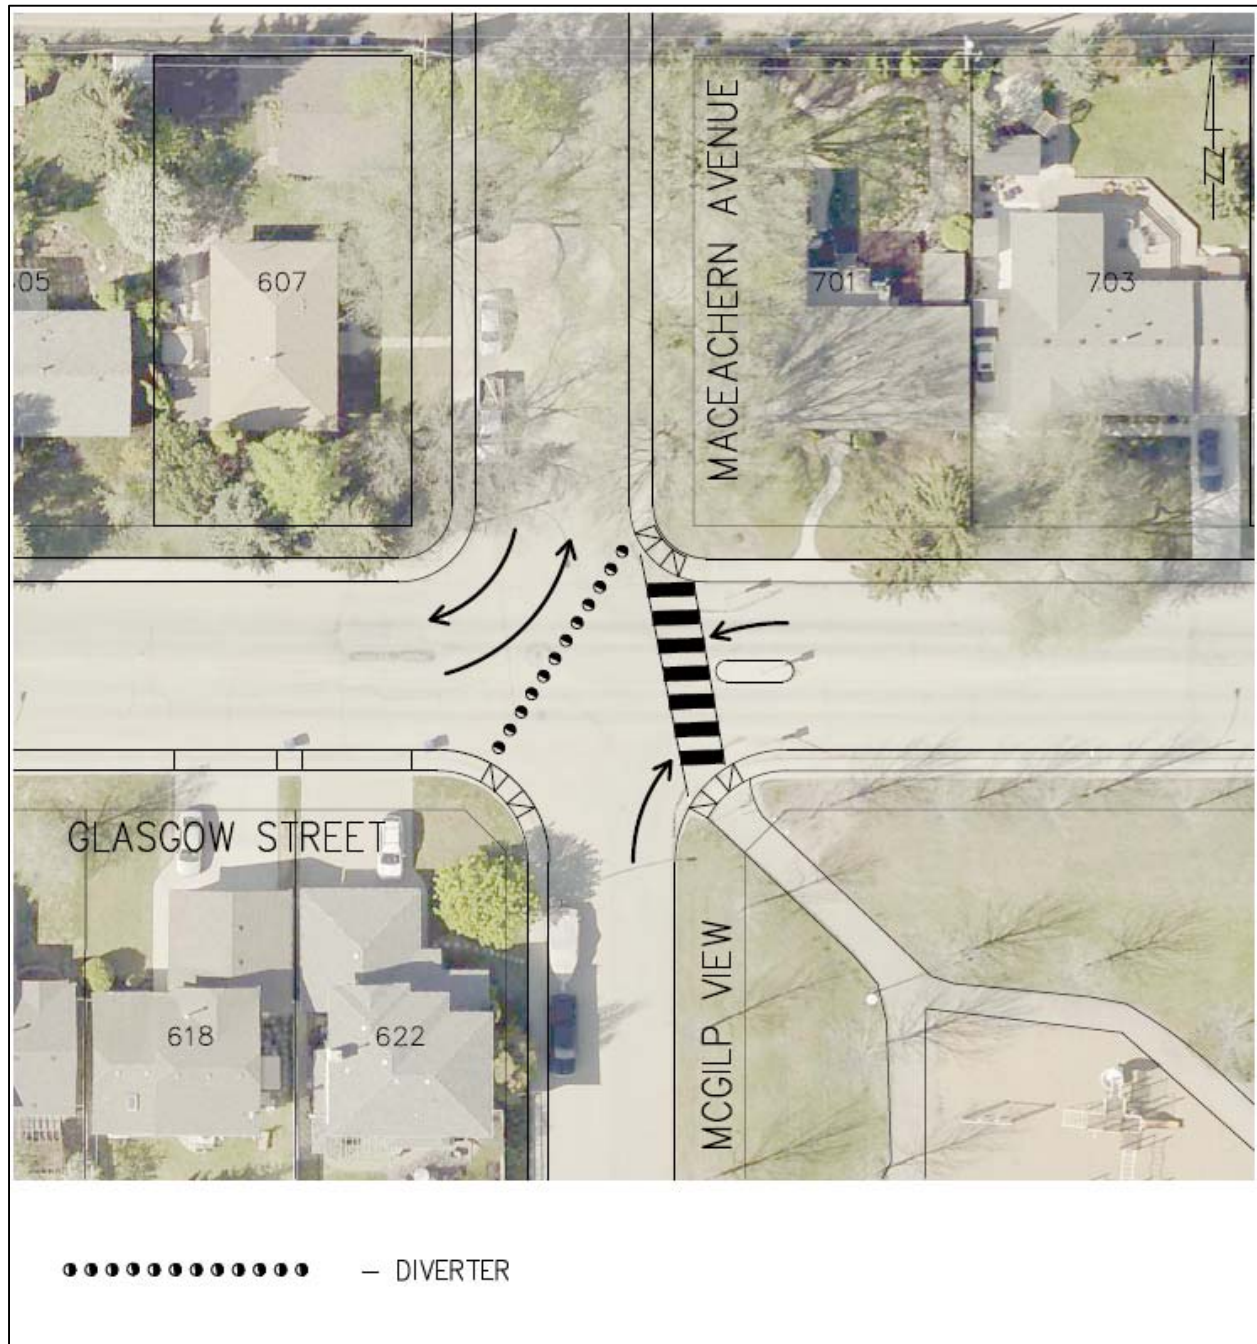 MACEACHERN AVENUE
N
05
607
701
703
GLASGOW STREET
618
622
MCGILP VIEW
– DIVERTER